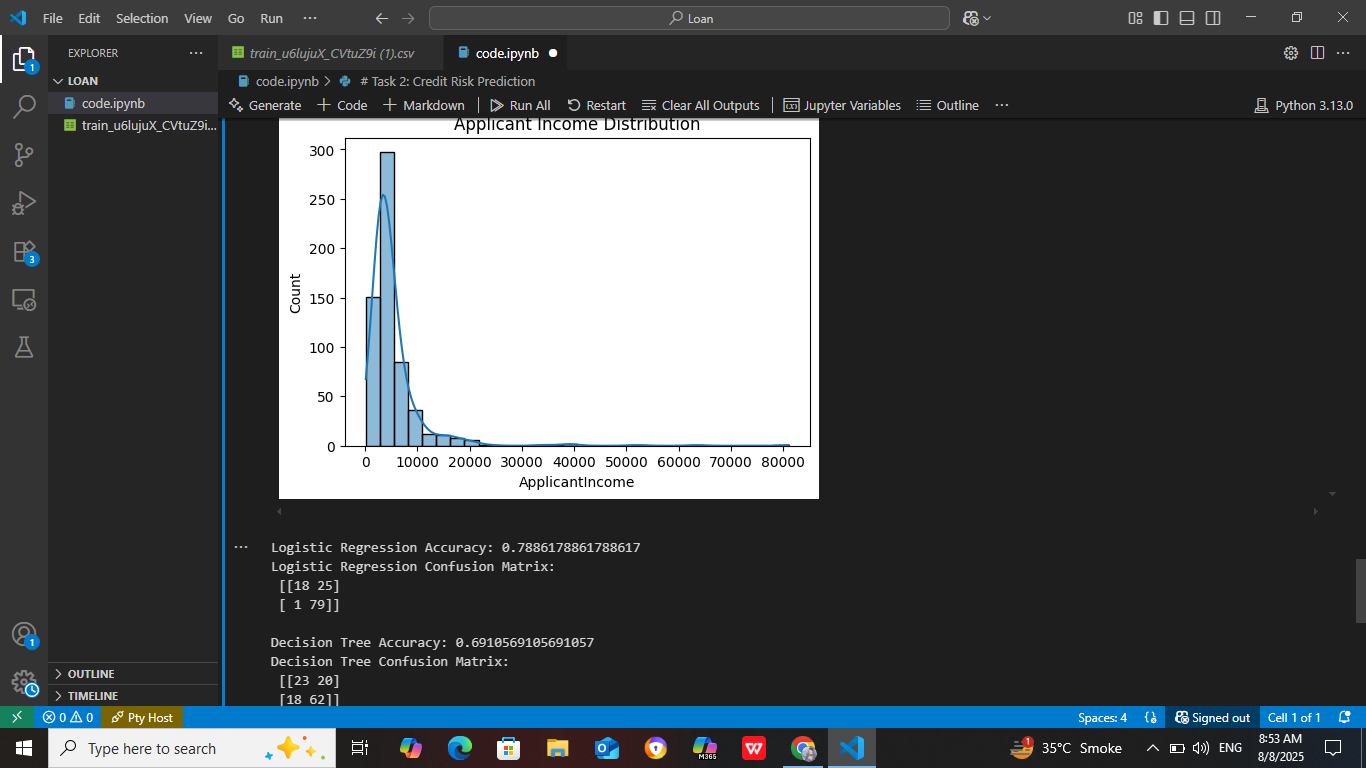 File Edit Selection View Go Run ···
Loan
EXPLORER ···
train_u6lujuX_CVtuZ9i (1).csv
code.ipynb
LOAN
code.ipynb
train_u6lujuX_CVtuZ9i...
code.ipynb > # Task 2: Credit Risk Prediction
Generate + Code + Markdown Run All Restart Clear All Outputs Jupyter Variables Outline ··· Python 3.13.0
Applicant Income Distribution
300
250
200
150
100
50
0
Count
0 10000 20000 30000 40000 50000 60000 70000 80000
ApplicantIncome
Logistic Regression Accuracy: 0.7886178861788617
Logistic Regression Confusion Matrix:
[[18 25]
[ 1 79]]
Decision Tree Accuracy: 0.6910569105691057
Decision Tree Confusion Matrix:
[[23 20]
[18 62]]
1
3
1
OUTLINE
TIMELINE
0 0 Pty Host
Spaces: 4 {} Signed out Cell 1 of 1
Type here to search
M365
1
35°C Smoke
ENG
8:53 AM
8/8/2025